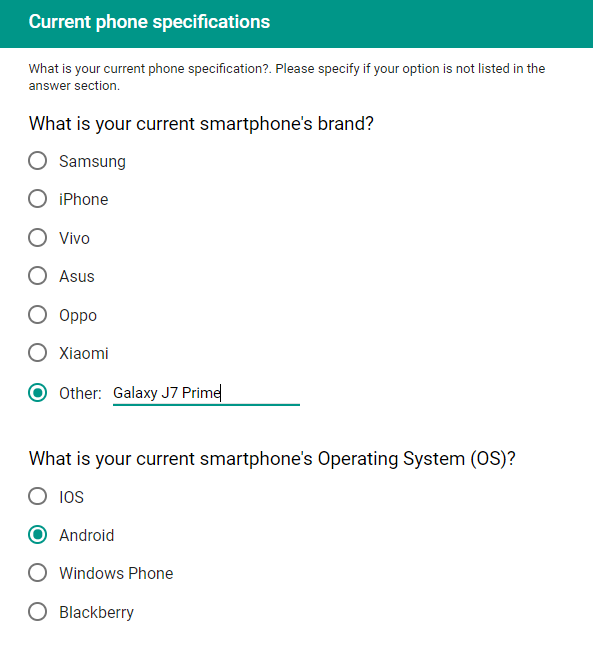 Current phone specifications
What is your current phone specification?. Please specify if your option is not listed in the
answer section.
What is your current smartphone's brand?
Samsung
iPhone
Vivo
Asus
Oppo
Xiaomi
Other: Galaxy J7 Prime
What is your current smartphone's Operating System (OS)?
IOS
Android
Windows Phone
Blackberry